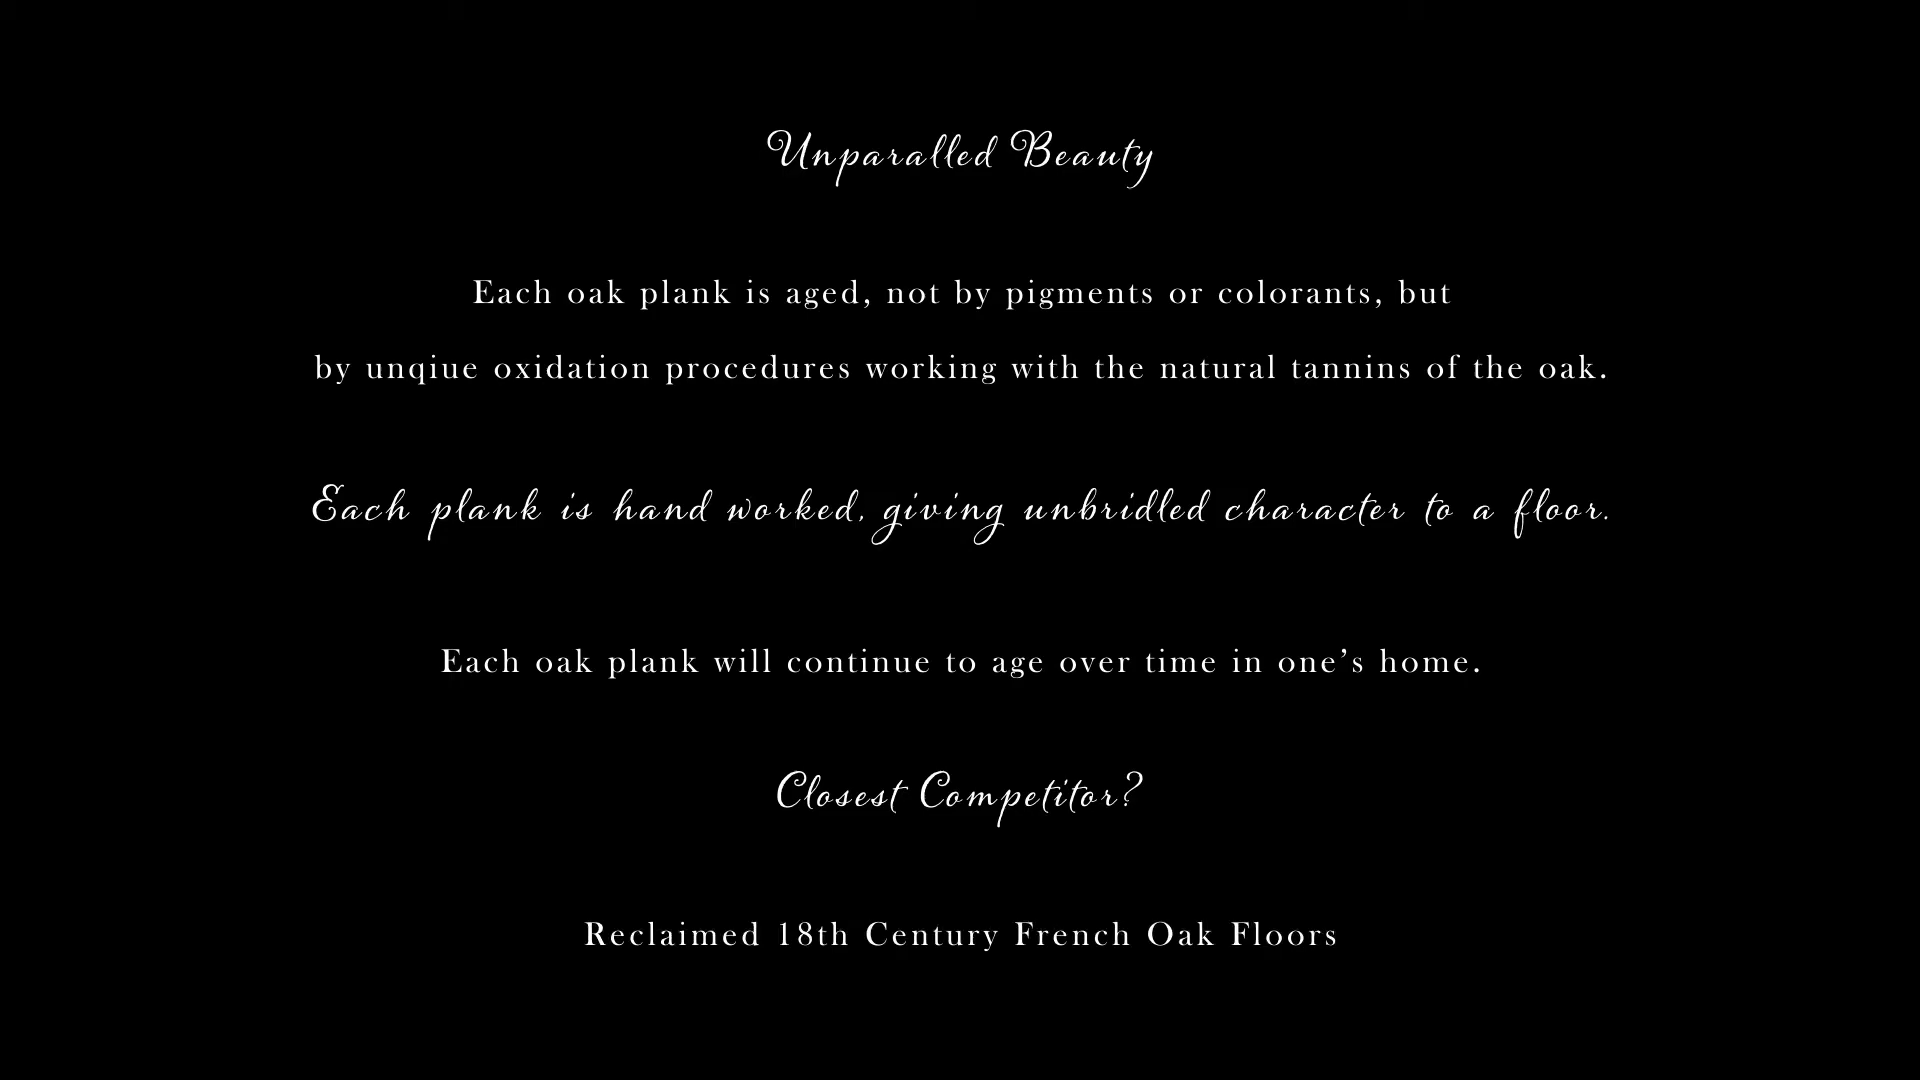 Unparalled Beauty
Each oak plank is aged, not by pigments or colorants, but
by unqiue oxidation procedures working with the natural tannins of the oak.
Each plank is hand worked, giving unbridled character to a floor.
Each oak plank will continue to age over time in one’s home.
Closest Competitor?
Reclaimed 18th Century French Oak Floors